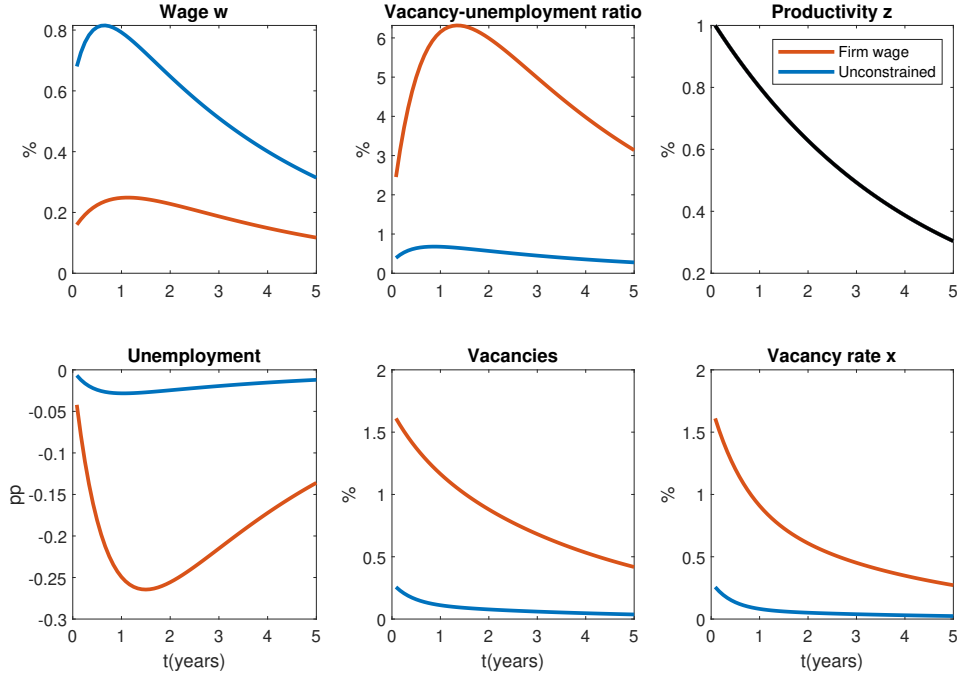 Wage w
Vacancy-unemployment ratio
Productivity z
0.8
0.6
0.4
0.2
0
%
0 1 2 3 4 5
6
5
4
3
2
1
0
%
0 1 2 3 4 5
1
0.8
0.6
0.4
0.2
%
0 1 2 3 4 5
Firm wage
Unconstrained
Unemployment
Vacancies
Vacancy rate x
0
-0.05
-0.1
-0.15
-0.2
-0.25
-0.3
pp
0 1 2 3 4 5
t(years)
2
1.5
1
0.5
0
%
0 1 2 3 4 5
t(years)
2
1.5
1
0.5
0
%
0 1 2 3 4 5
t(years)